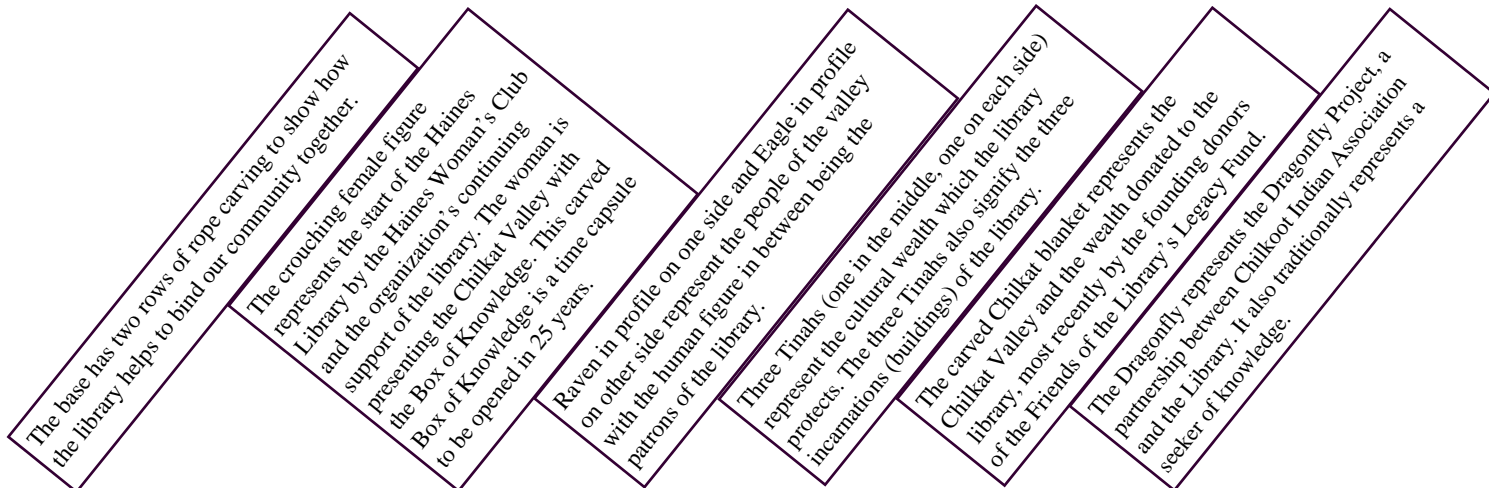 The base has two rows of rope carving to show how
the library helps to bind our community together.
The crouching female figure
represents the start of the Haines
Library by the Haines Woman's Club
and the organization's continuing
support of the library. The woman is
presenting the Chilkat Valley with
the Box of Knowledge. This carved
Box of Knowledge is a time capsule
to be opened in 25 years.
Raven in profile on one side and Eagle in profile
on other side represent the people of the valley
with the human figure in between being the
patrons of the library.
Three Tinahs (one in the middle, one on each side)
represent the cultural wealth which the library
protects. The three Tinahs also signify the three
incarnations (buildings) of the library.
The carved Chilkat blanket represents the
Chilkat Valley and the wealth donated to the
library, most recently by the founding donors
of the Friends of the Library's Legacy Fund.
The Dragonfly represents the Dragonfly Project, a
partnership between Chilkoot Indian Association
and the Library. It also traditionally represents a
seeker of knowledge.